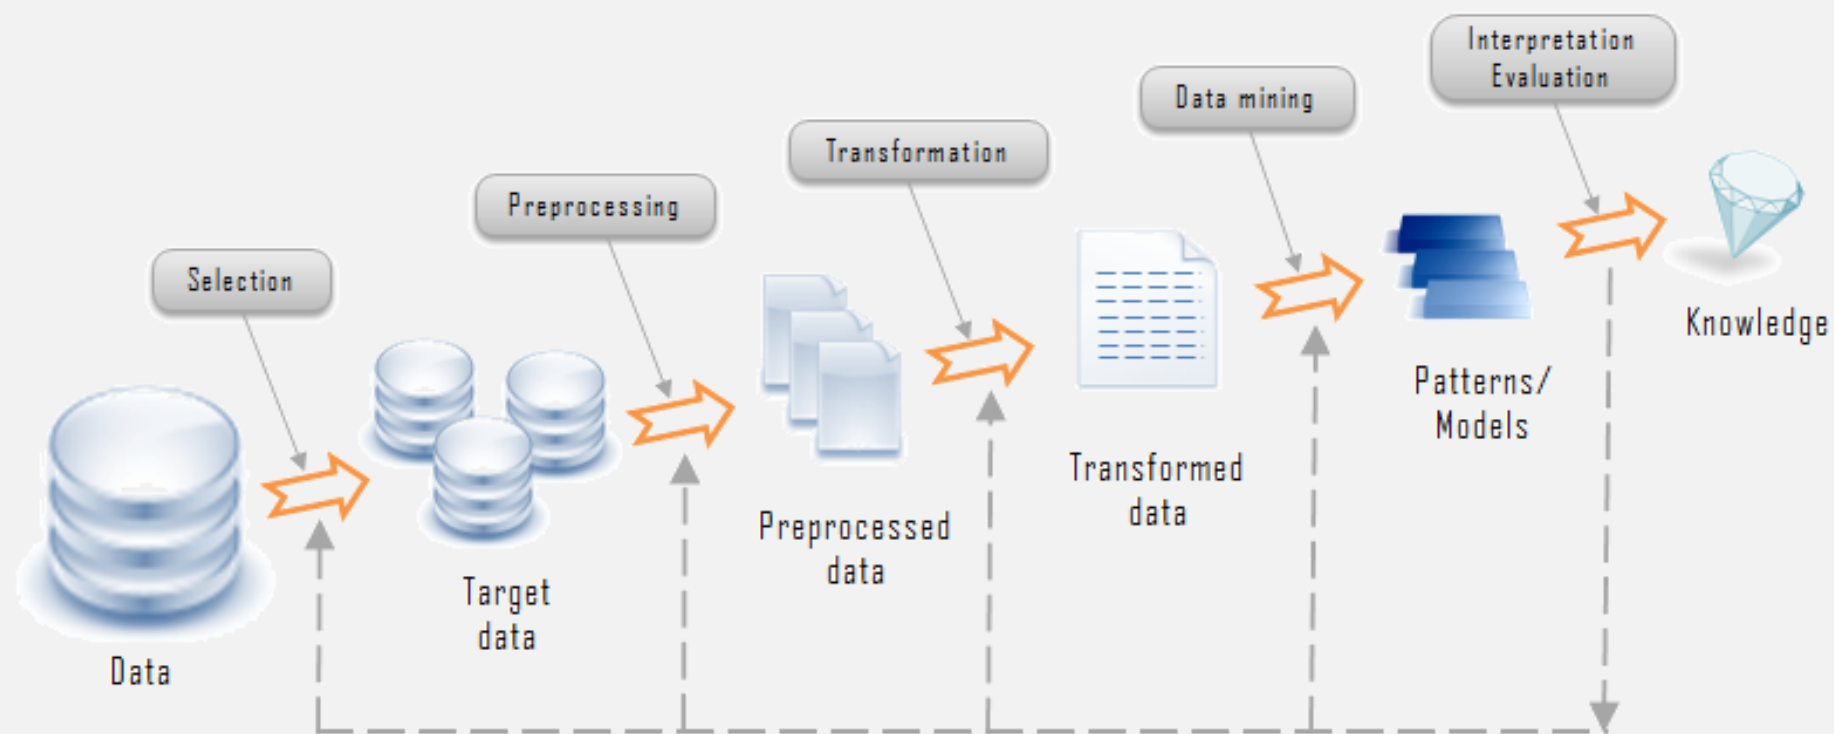 Interpretation
Evaluation
Data mining
Transformation
Preprocessing
Selection
Knowledge
Patterns/
Models
Transformed
data
Preprocessed
data
Target
data
Data